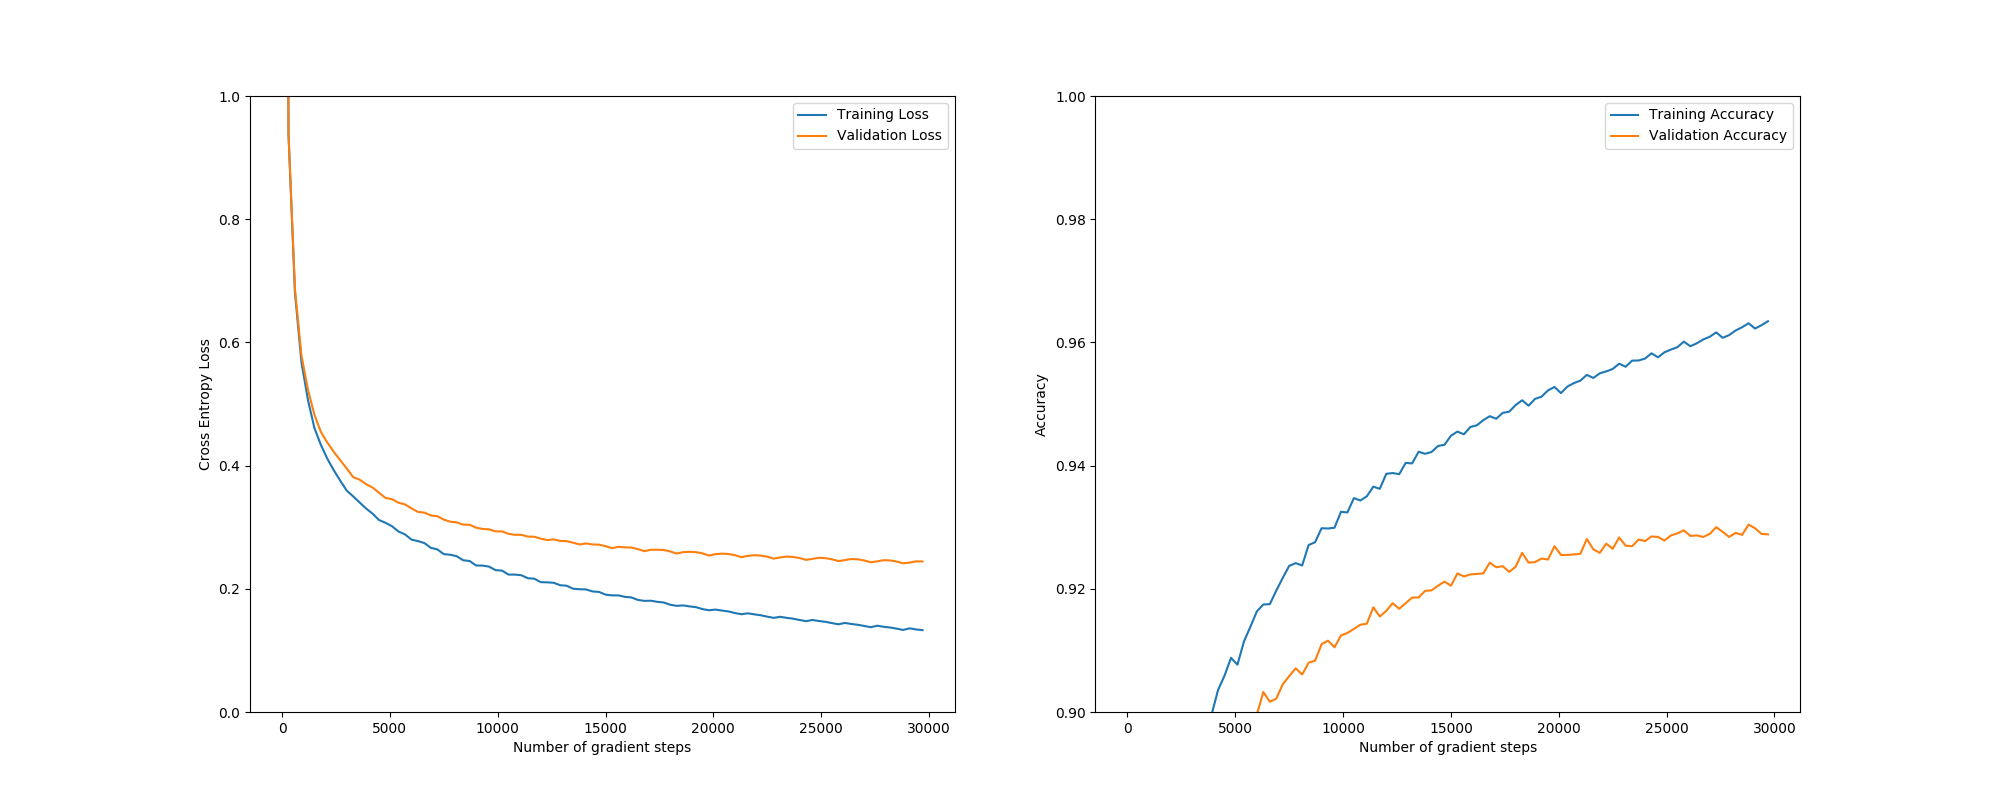 1.0
0.8
0.6
0.4
0.2
0.0
Cross Entropy Loss
Training Loss
Validation Loss
0 5000 10000 15000 20000 25000 30000
Number of gradient steps
1.00
0.98
0.96
0.94
0.92
0.90
Accuracy
Training Accuracy
Validation Accuracy
0 5000 10000 15000 20000 25000 30000
Number of gradient steps